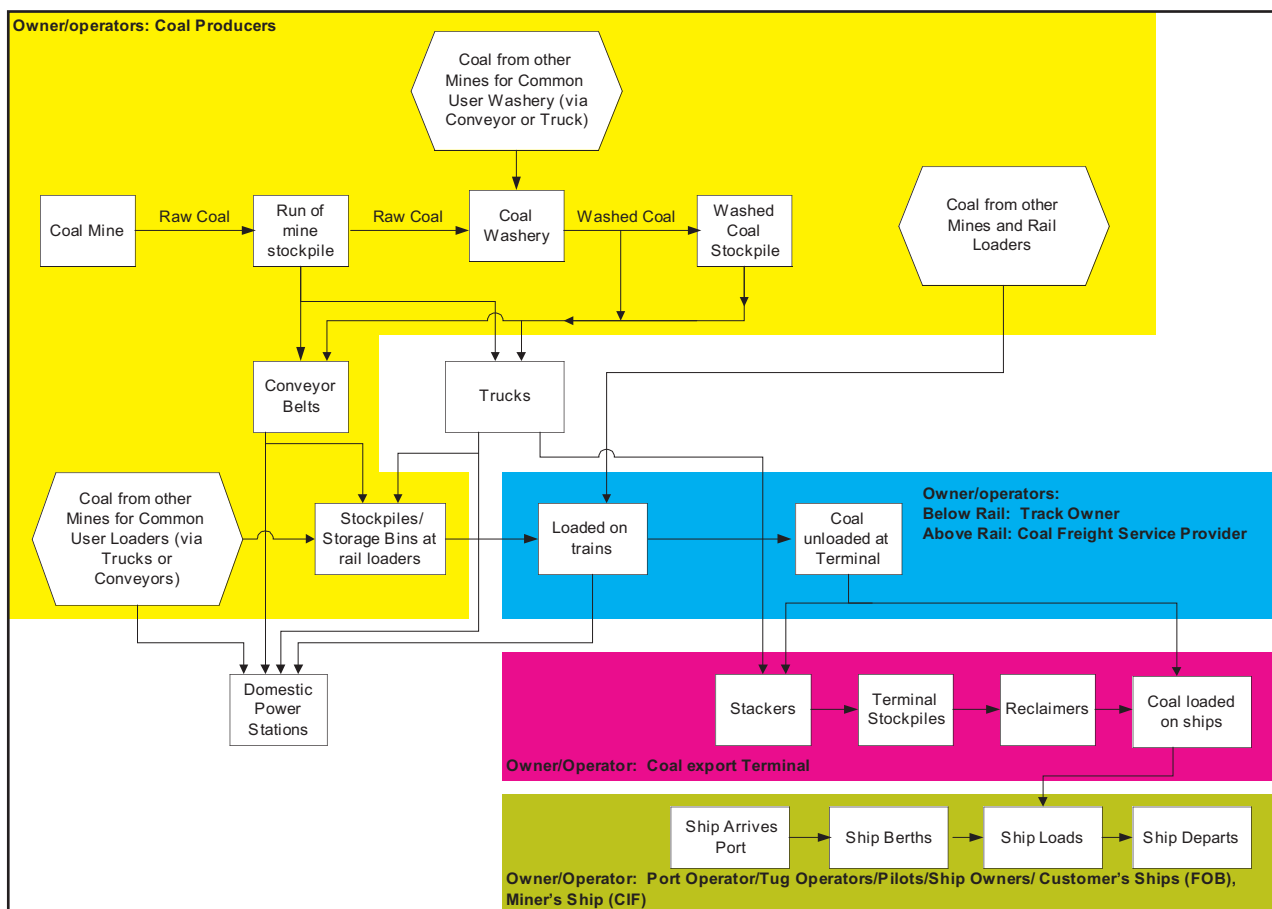 Owner/operators: Coal Producers
Coal from other
Mines for Common
User Washery (via
Conveyor or Truck)
Coal Mine
Raw Coal
Run of
mine
stockpile
Raw Coal
Coal
Washery
Washed Coal
Washed
Coal
Stockpile
Coal from other
Mines and Rail
Loaders
Conveyor
Belts
Trucks
Coal from other
Mines for Common
User Loaders (via
Trucks or
Conveyors)
Stockpiles/
Storage Bins at
rail loaders
Loaded on
trains
Coal
unloaded at
Terminal
Owner/operators:
Below Rail:  Track Owner
Above Rail: Coal Freight Service Provider
Domestic
Power
Stations
Stackers
Terminal
Stockpiles
Reclaimers
Coal loaded
on ships
Owner/Operator:  Coal export Terminal
Ship Arrives
Port
Ship Berths
Ship Loads
Ship Departs
Owner/Operator:  Port Operator/Tug Operators/Pilots/Ship Owners/ Customer's Ships (FOB),
Miner's Ship (CIF)